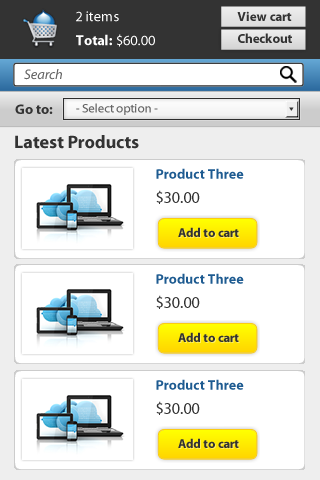 2 items
View cart
Total: $60.00
Checkout
Search
Go to:
- Select option -
Latest Products
Product Three
$30.00
Add to cart
Product Three
$30.00
Add to cart
Product Three
$30.00
Add to cart